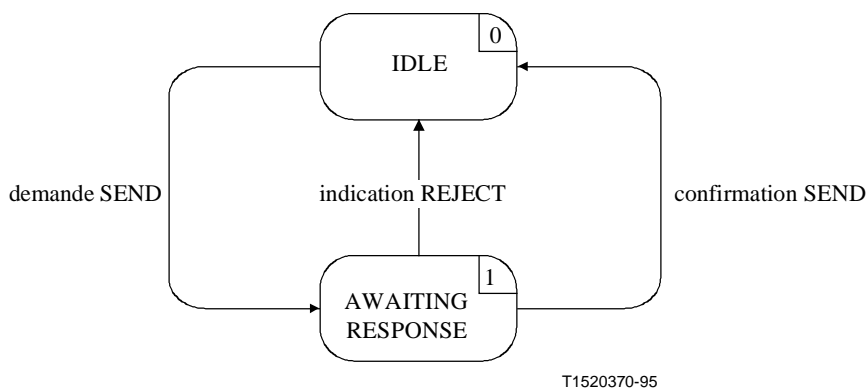 0
IDLE
demande SEND
indication REJECT
confirmation SEND
1
AWAITING
RESPONSE
T1520370-95